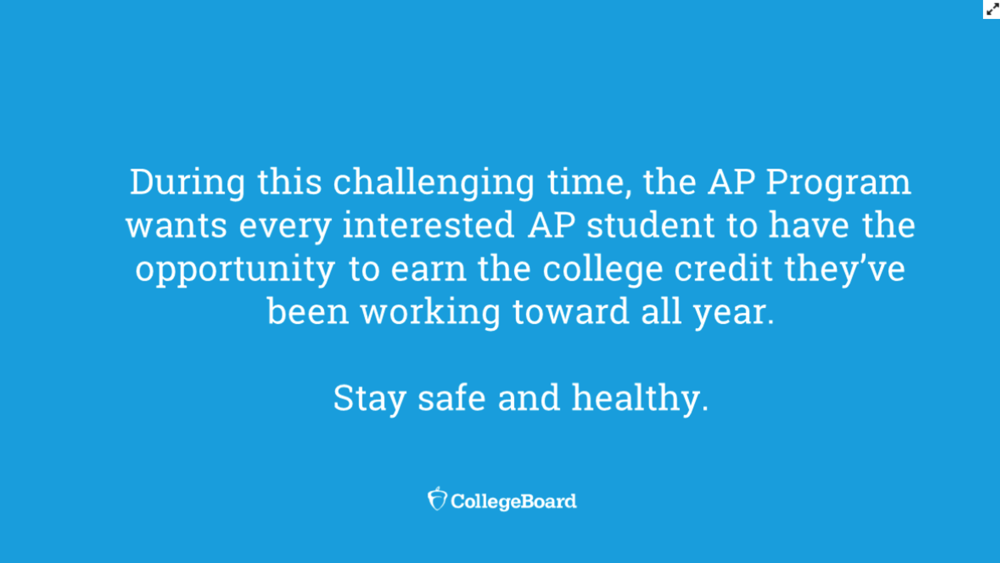 During this challenging time, the AP Program
wants every interested AP student to have the
opportunity to earn the college credit they’ve
been working toward all year.
Stay safe and healthy.
CollegeBoard